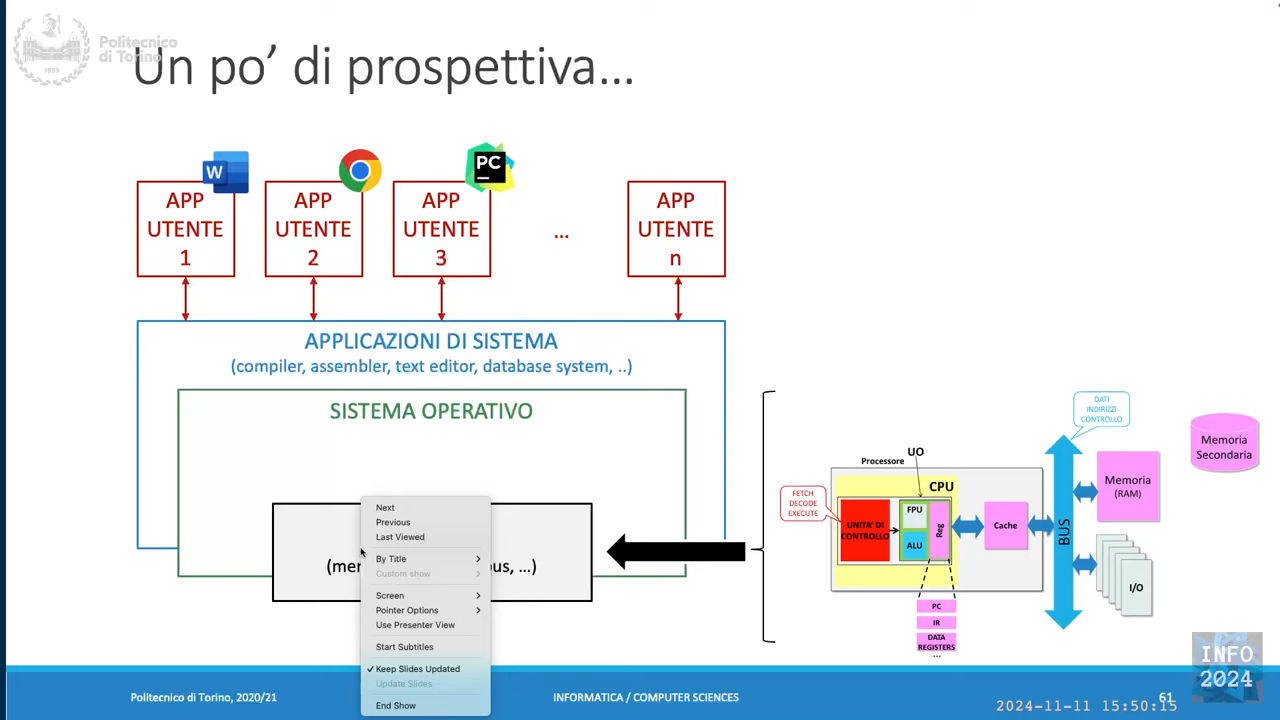 Politecnico
di Torino
1859
Un po’ di prospettiva…
W
PC
APP
UTENTE
1
APP
UTENTE
2
APP
UTENTE
3
…
APP
UTENTE
n
APPLICAZIONI DI SISTEMA
(compiler, assembler, text editor, database system, ..)
SISTEMA OPERATIVO
Next
Previous
Last Viewed
By Title
Custom show
Screen
Pointer Options
Use Presenter View
Start Subtitles
Keep Slides Updated
Update Slides
End Show
DATI
INDIRIZZI
CONTROLLO
Memoria
Secondaria
UO
Processore
CPU
FETCH
DECODE
EXECUTE
UNITA’ DI
CONTROLLO
FPU
ALU
Reg
Cache
BUS
Memoria
(RAM)
I/O
PC
IR
DATA
REGISTERS
…
Politecnico di Torino, 2020/21
INFORMATICA / COMPUTER SCIENCES
61
INFO
2024
2024-11-11 15:50:15